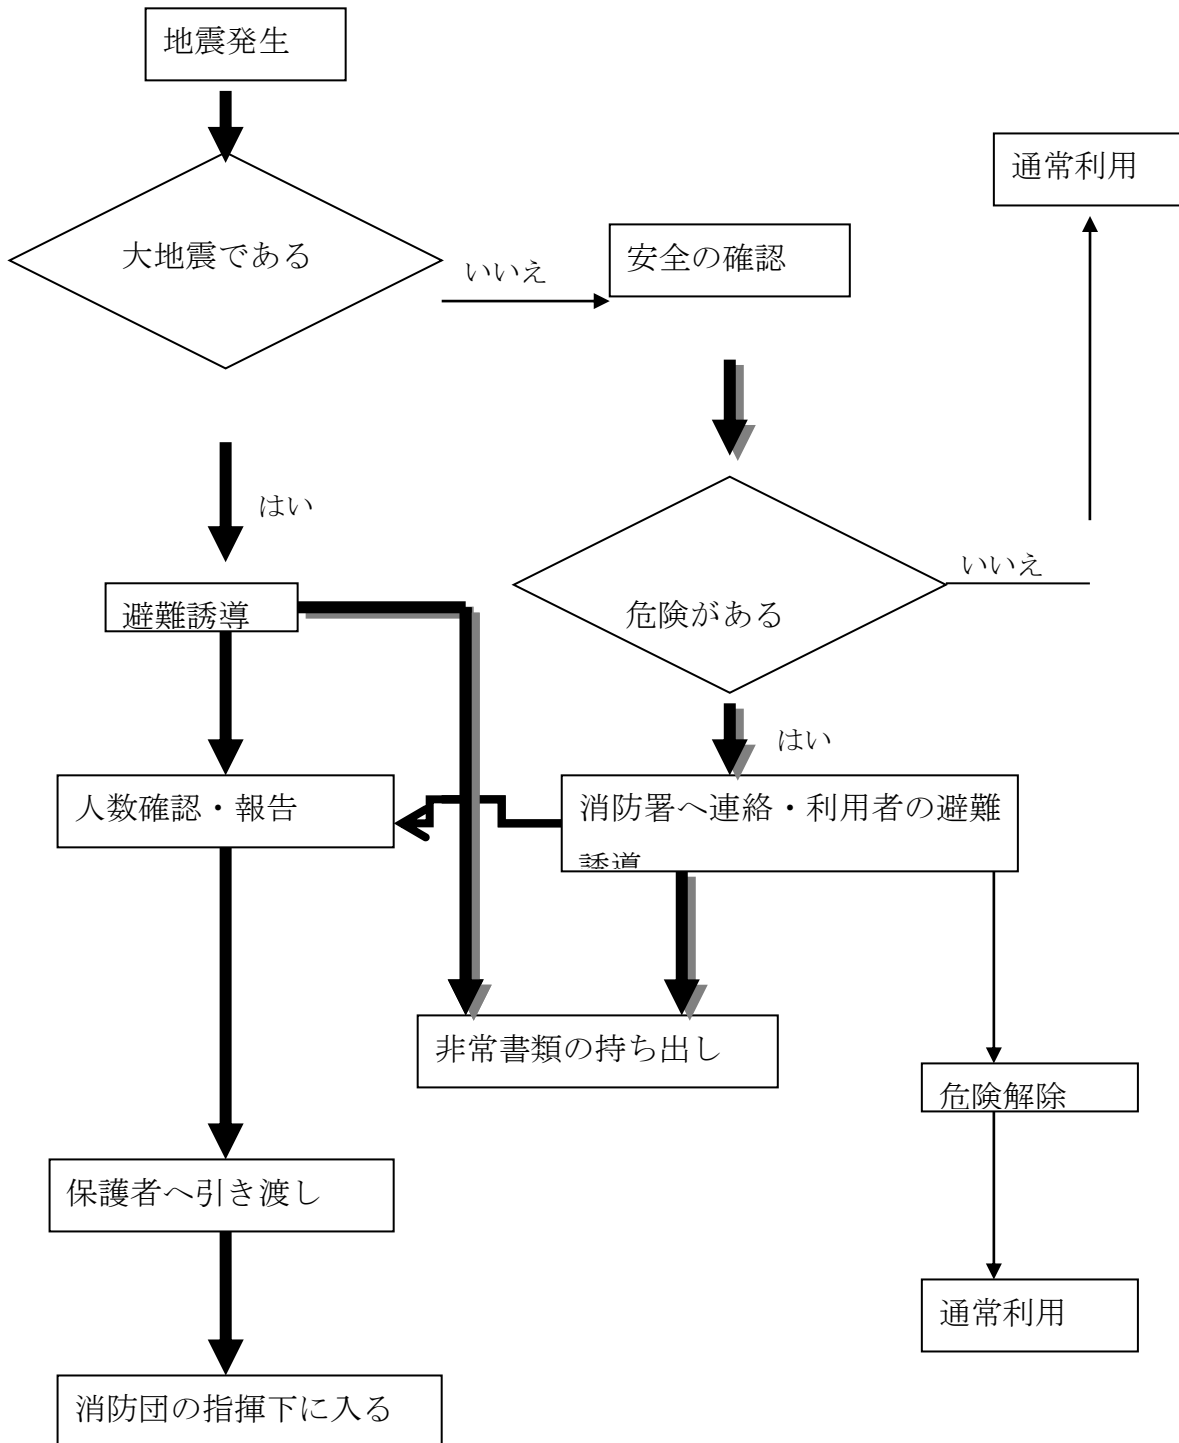 地震発生
通常利用
大地震である
いいえ
安全の確認
はい
いいえ
避難誘導
危険がある
はい
人数確認・報告
消防署へ連絡・利用者の避難
誘導
非常書類の持ち出し
危険解除
保護者へ引き渡し
通常利用
消防団の指揮下に入る